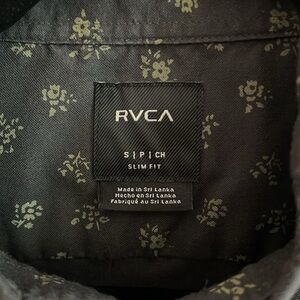 RVCA
S | P | CH
SLIM FIT
Made in Sri Lanka
Hecho en Sri Lanka
Fabriqué au Sri Lanka